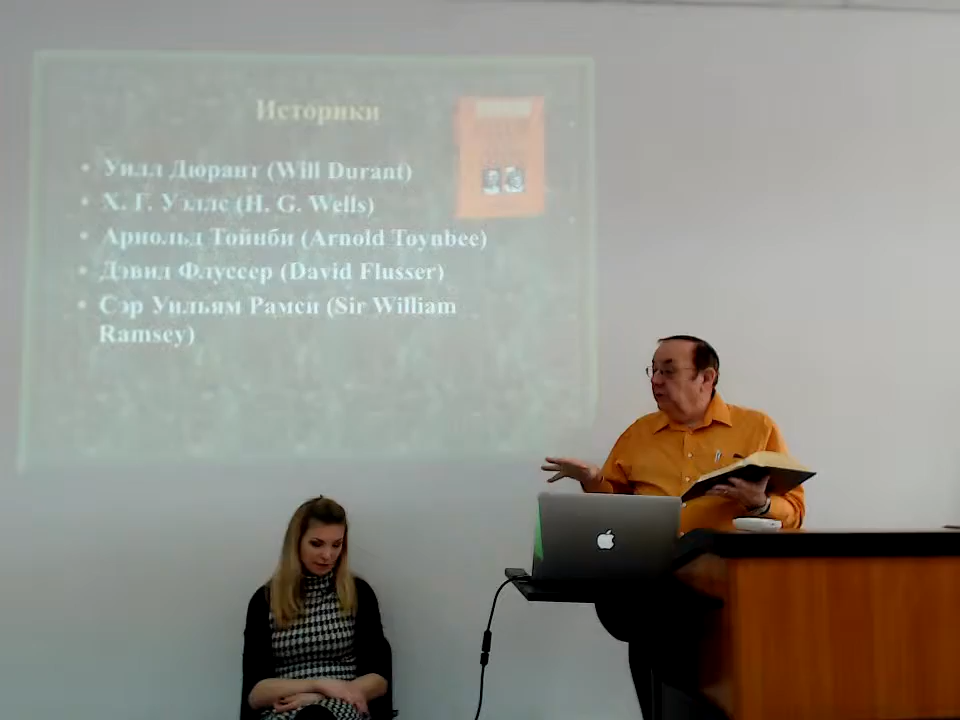 Историки
• Уилл Дюрант (Will Durant)
• Х. Г. Уэллс (H. G. Wells)
• Арнольд Тойнби (Arnold Toynbee)
• Дэвид Флуссер (David Flusser)
• Сэр Уильям Рамси (Sir William
Ramsey)